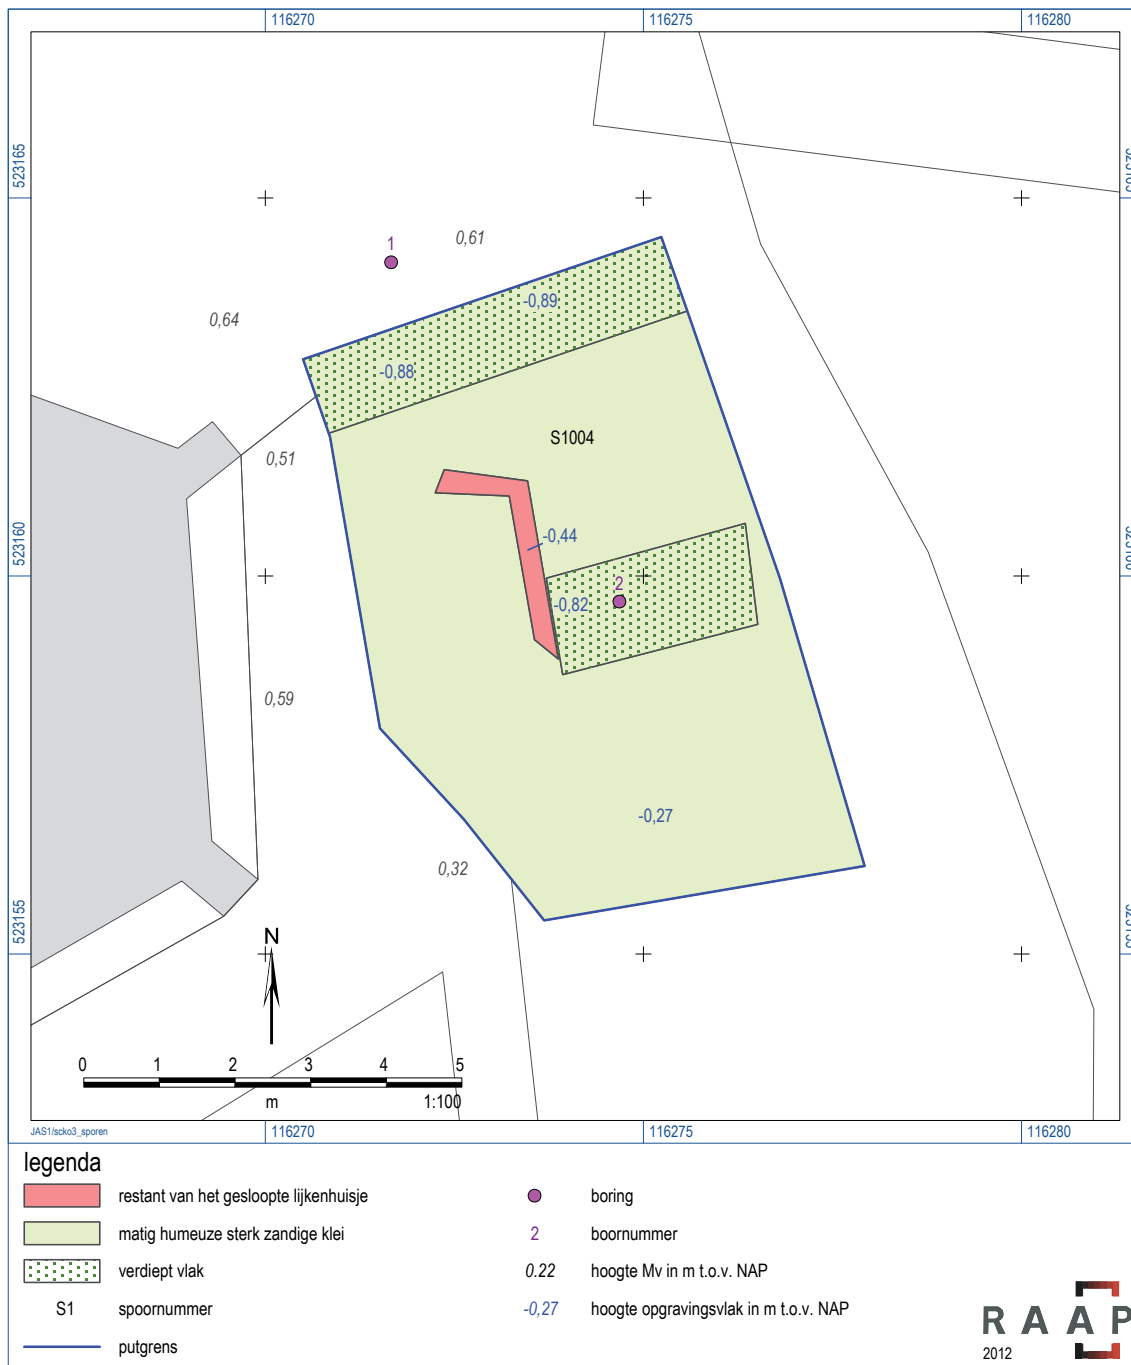 116270 116275 116280
523165
523160
523155
1
0,61
0,64
-0,89
-0,88
S1004
0,51
-0,44
2
-0,82
0,59
-0,27
0,32
N
0 1 2 3 4 5
m 1:100
JAS1/scko3_sporen
116270 116275 116280
legenda
restant van het gesloopte lijkenhuisje
matig humeuze sterk zandige klei
verdiept vlak
S1 spoornummer
putgrens
boring
2 boornummer
0.22 hoogte Mv in m t.o.v. NAP
-0,27 hoogte opgravingsvlak in m t.o.v. NAP
RAAP
2012